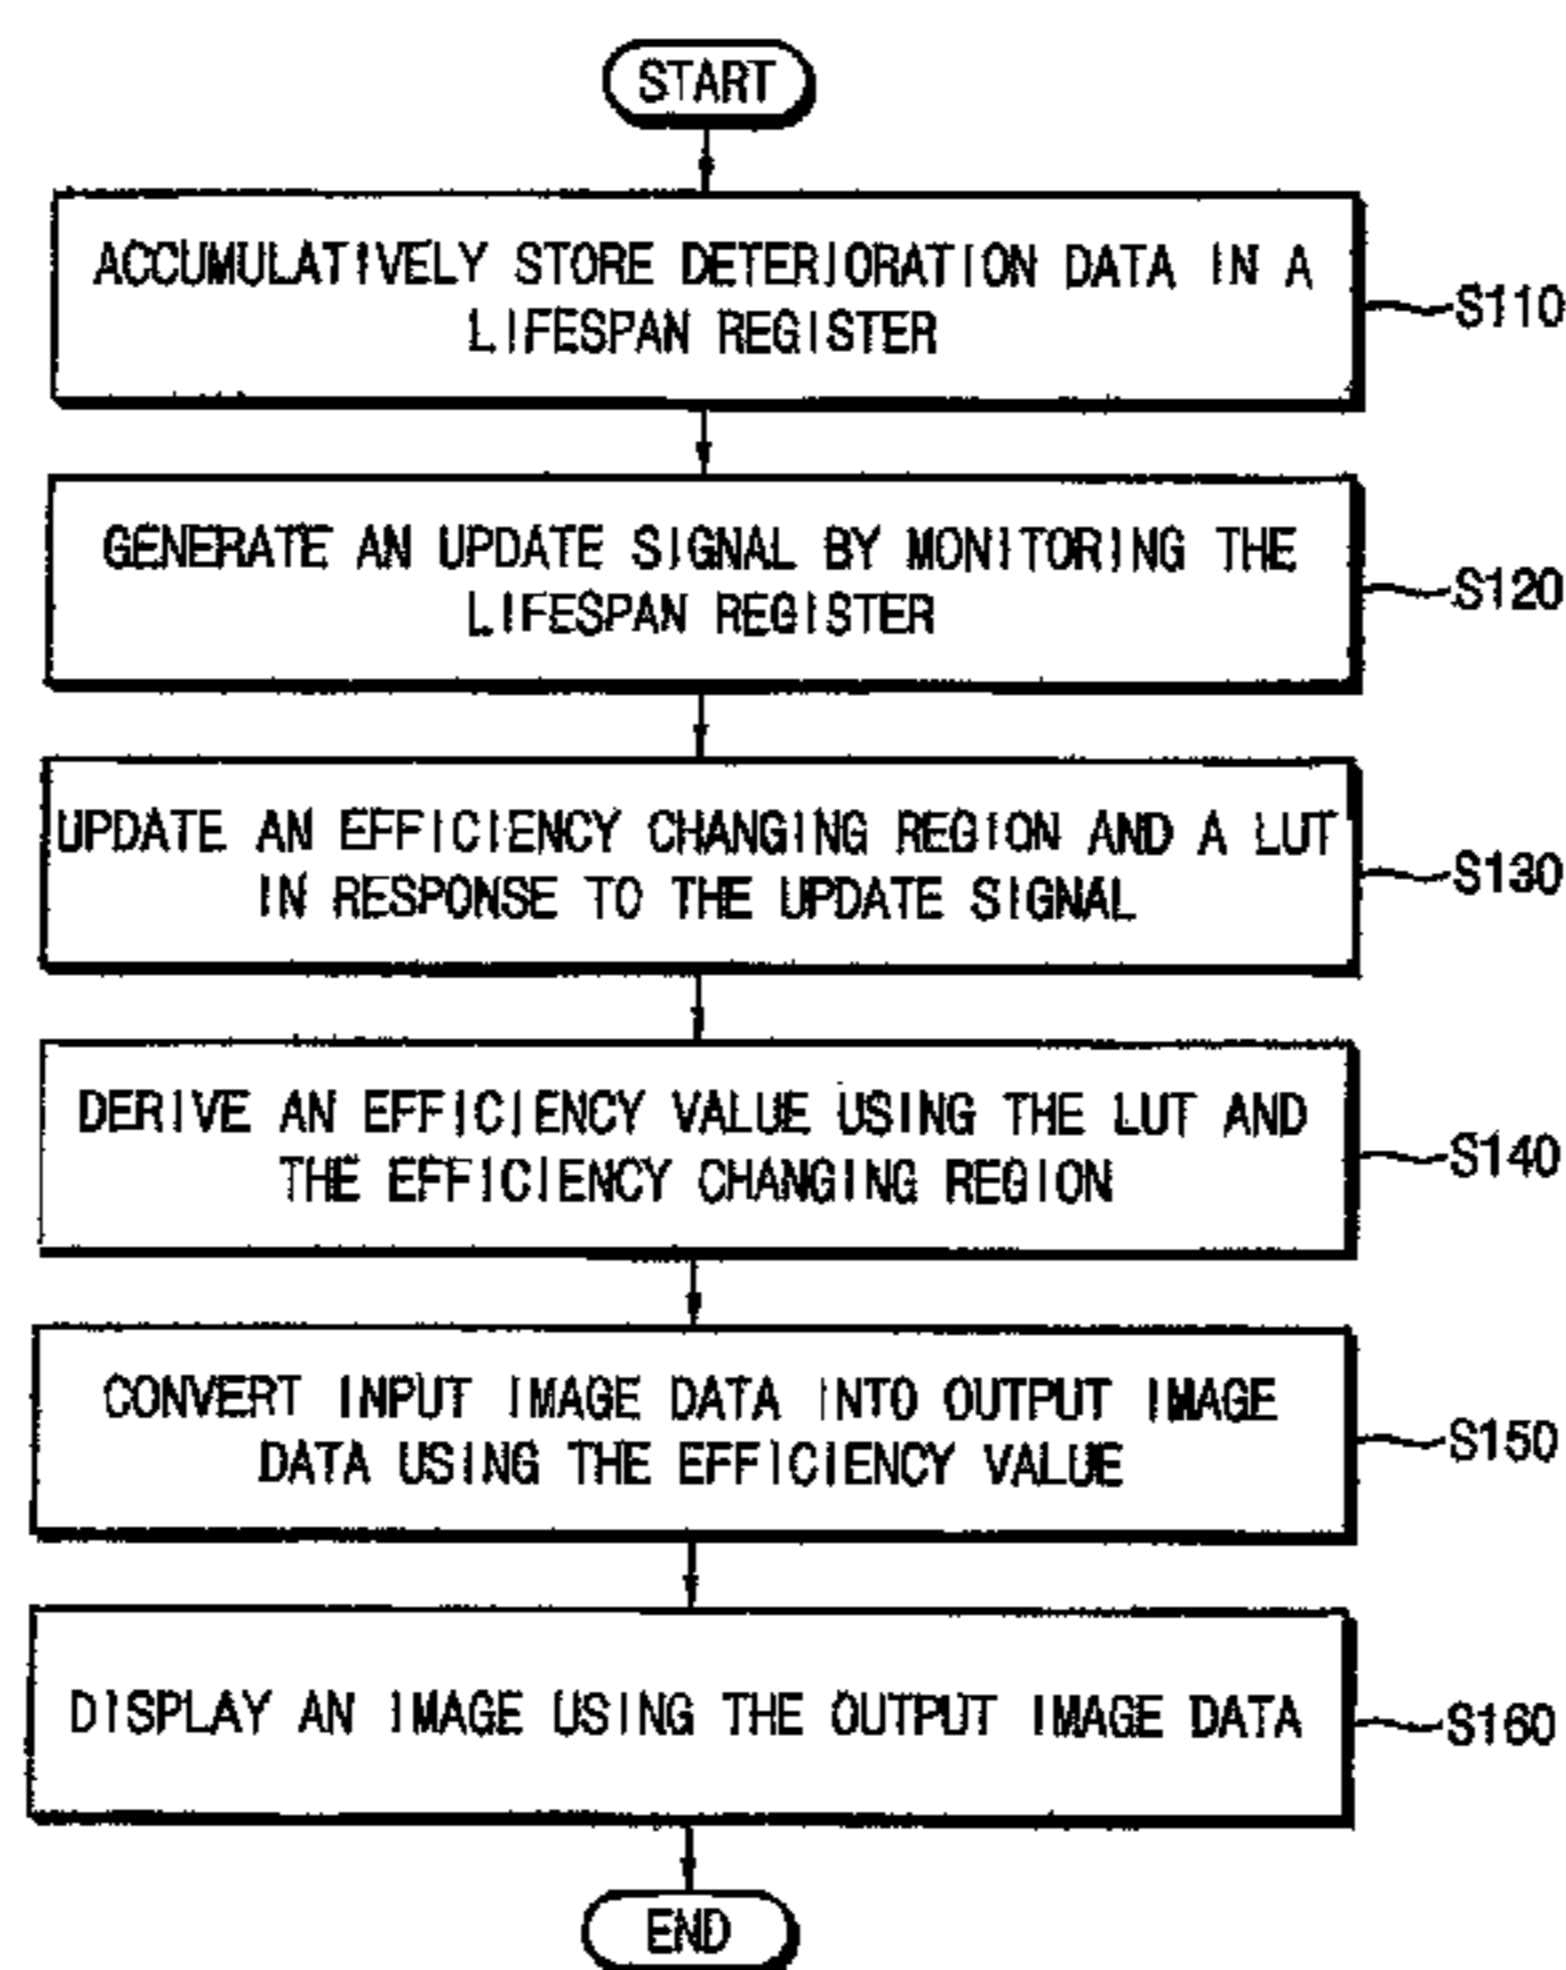 START
ACCUMULATIVELY STORE DETERIORATION DATA IN A
LIFESPAN REGISTER
S110
GENERATE AN UPDATE SIGNAL BY MONITORING THE
LIFESPAN REGISTER
S120
UPDATE AN EFFICIENCY CHANGING REGION AND A LUT
IN RESPONSE TO THE UPDATE SIGNAL
S130
DERIVE AN EFFICIENCY VALUE USING THE LUT AND
THE EFFICIENCY CHANGING REGION
S140
CONVERT INPUT IMAGE DATA INTO OUTPUT IMAGE
DATA USING THE EFFICIENCY VALUE
S150
DISPLAY AN IMAGE USING THE OUTPUT IMAGE DATA
S160
END